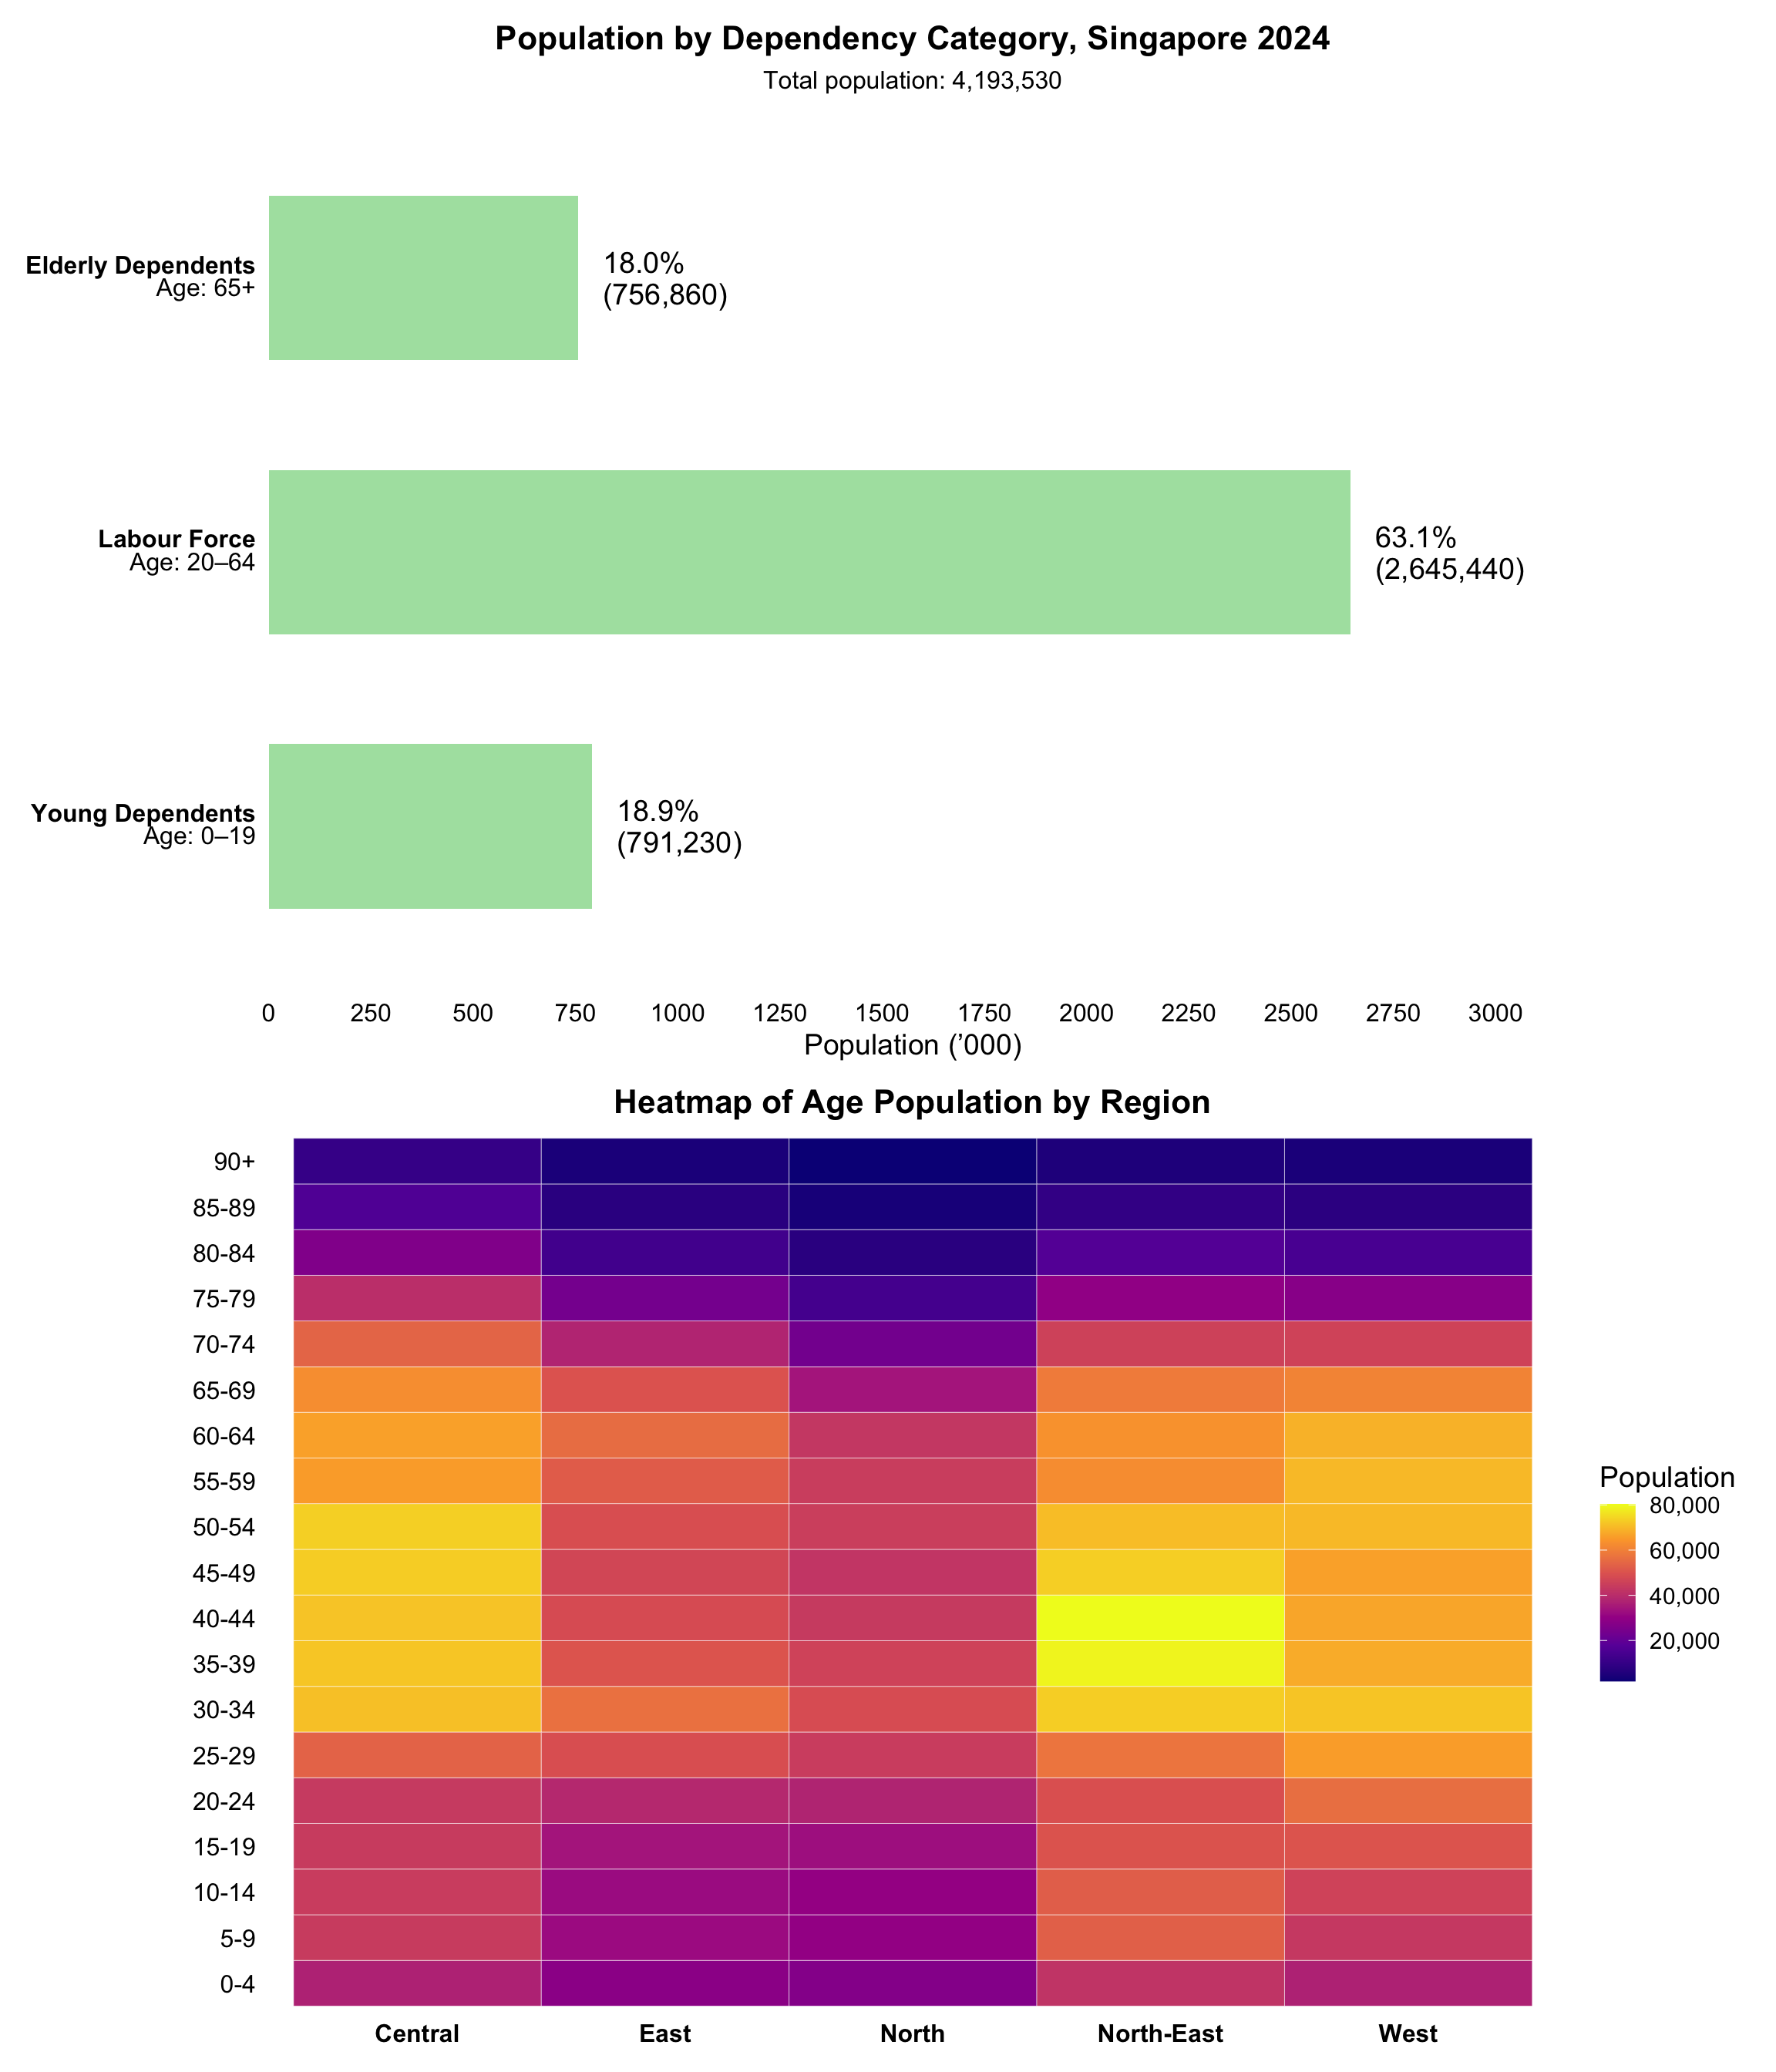 Population by Dependency Category, Singapore 2024
Total population: 4,193,530
Elderly Dependents
Age: 65+
18.0%
(756,860)
Labour Force
Age: 20–64
63.1%
(2,645,440)
Young Dependents
Age: 0–19
18.9%
(791,230)
0 250 500 750 1000 1250 1500 1750 2000 2250 2500 2750 3000
Population (’000)
Heatmap of Age Population by Region
90+
85-89
80-84
75-79
70-74
65-69
60-64
55-59
50-54
45-49
40-44
35-39
30-34
25-29
20-24
15-19
10-14
5-9
0-4
Central East North North-East West
Population
80,000
60,000
40,000
20,000